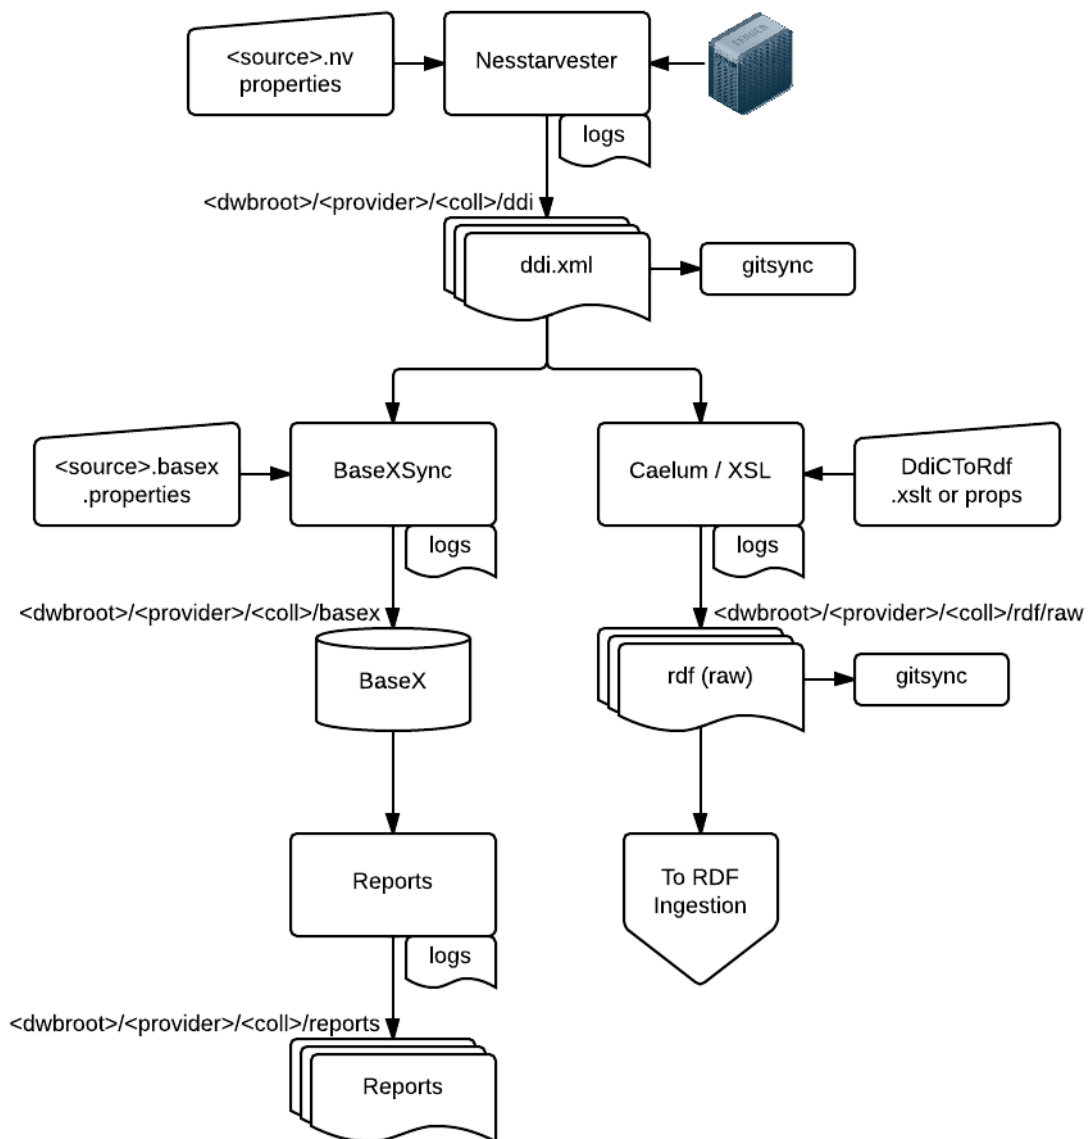 <source>.nv
properties
Nesstarvester
logs
<dwbroot>/<provider>/<coll>/ddi
ddi.xml
gitsync
<source>.basex
.properties
BaseXSync
Caelum / XSL
DdiCToRdf
.xslt or props
logs
logs
<dwbroot>/<provider>/<coll>/basex
<dwbroot>/<provider>/<coll>/rdf/raw
BaseX
rdf (raw)
gitsync
Reports
To RDF
Ingestion
logs
<dwbroot>/<provider>/<coll>/reports
Reports